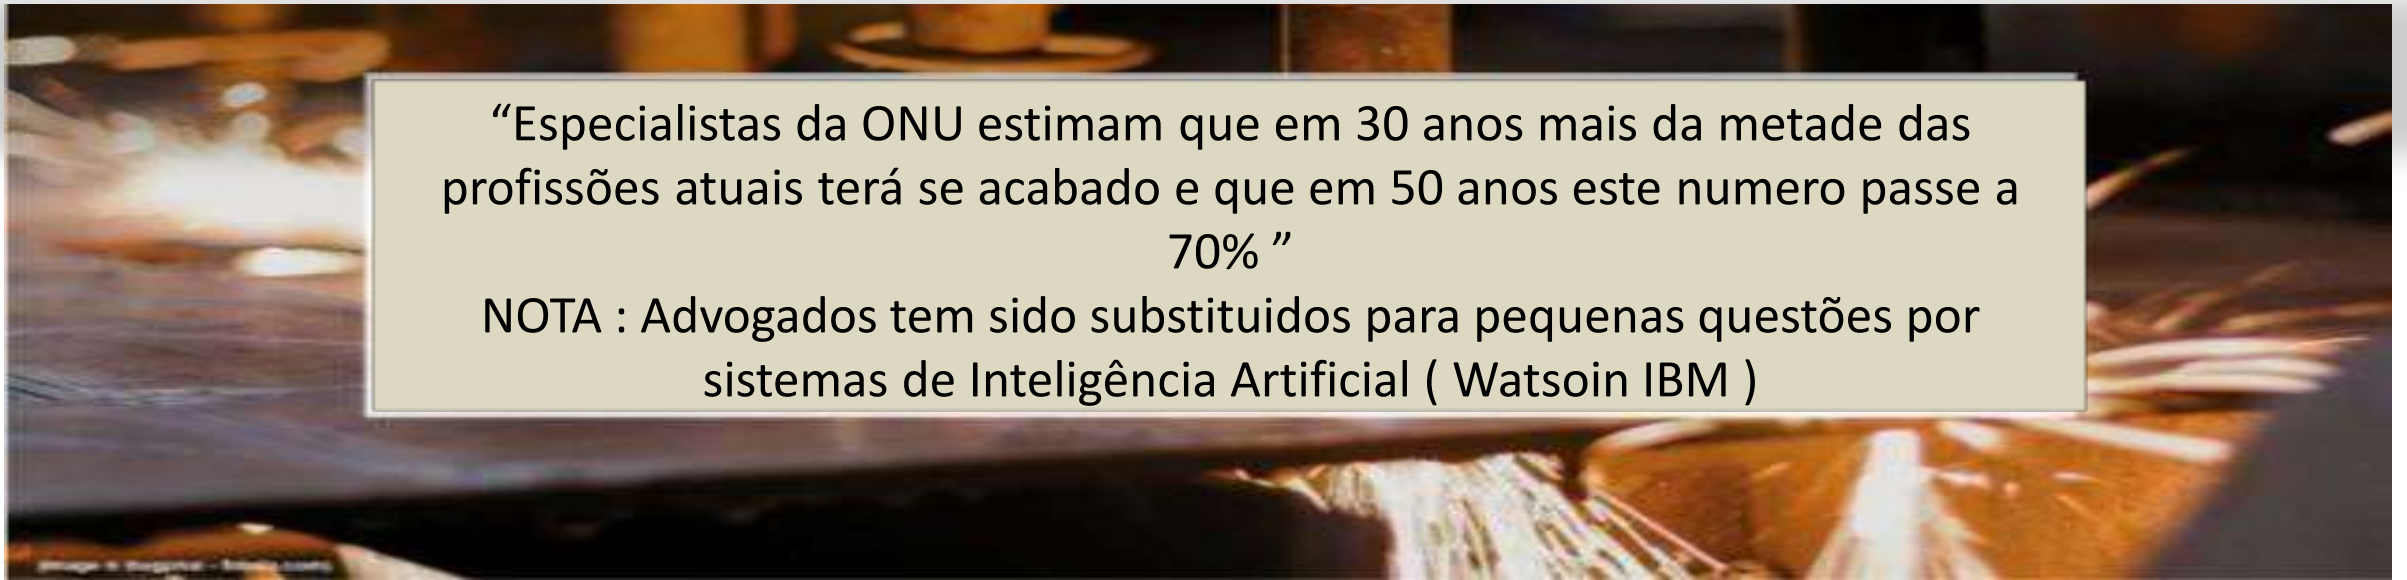 “Especialistas da ONU estimam que em 30 anos mais da metade das
profissões atuais terá se acabado e que em 50 anos este numero passe a
70% ”
NOTA : Advogados tem sido substituidos para pequenas questões por
sistemas de Inteligência Artificial ( Watsoin IBM )